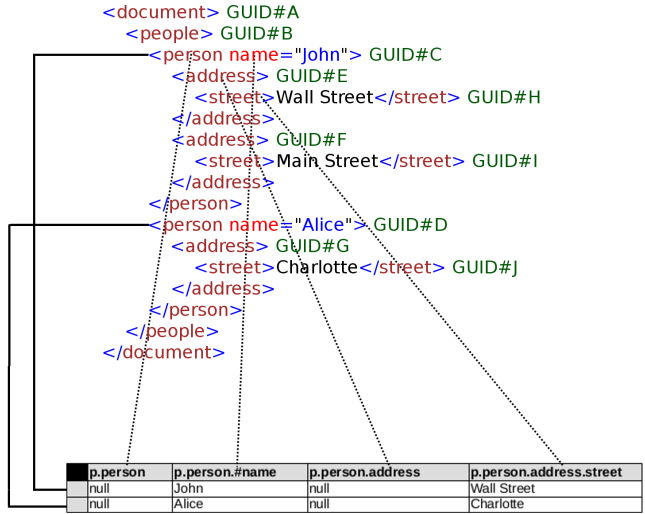 <document> GUID#A
<people> GUID#B
<person name="John"> GUID#C
<address> GUID#E
<street>Wall Street</street> GUID#H
</address>
<address> GUID#F
<street>Main Street</street> GUID#I
</address>
</person>
<person name="Alice"> GUID#D
<address> GUID#G
<street>Charlotte</street> GUID#J
</address>
</person>
</people>
</document>
p.person p.person.#name p.person.address p.person.address.street
null John null Wall Street
null Alice null Charlotte